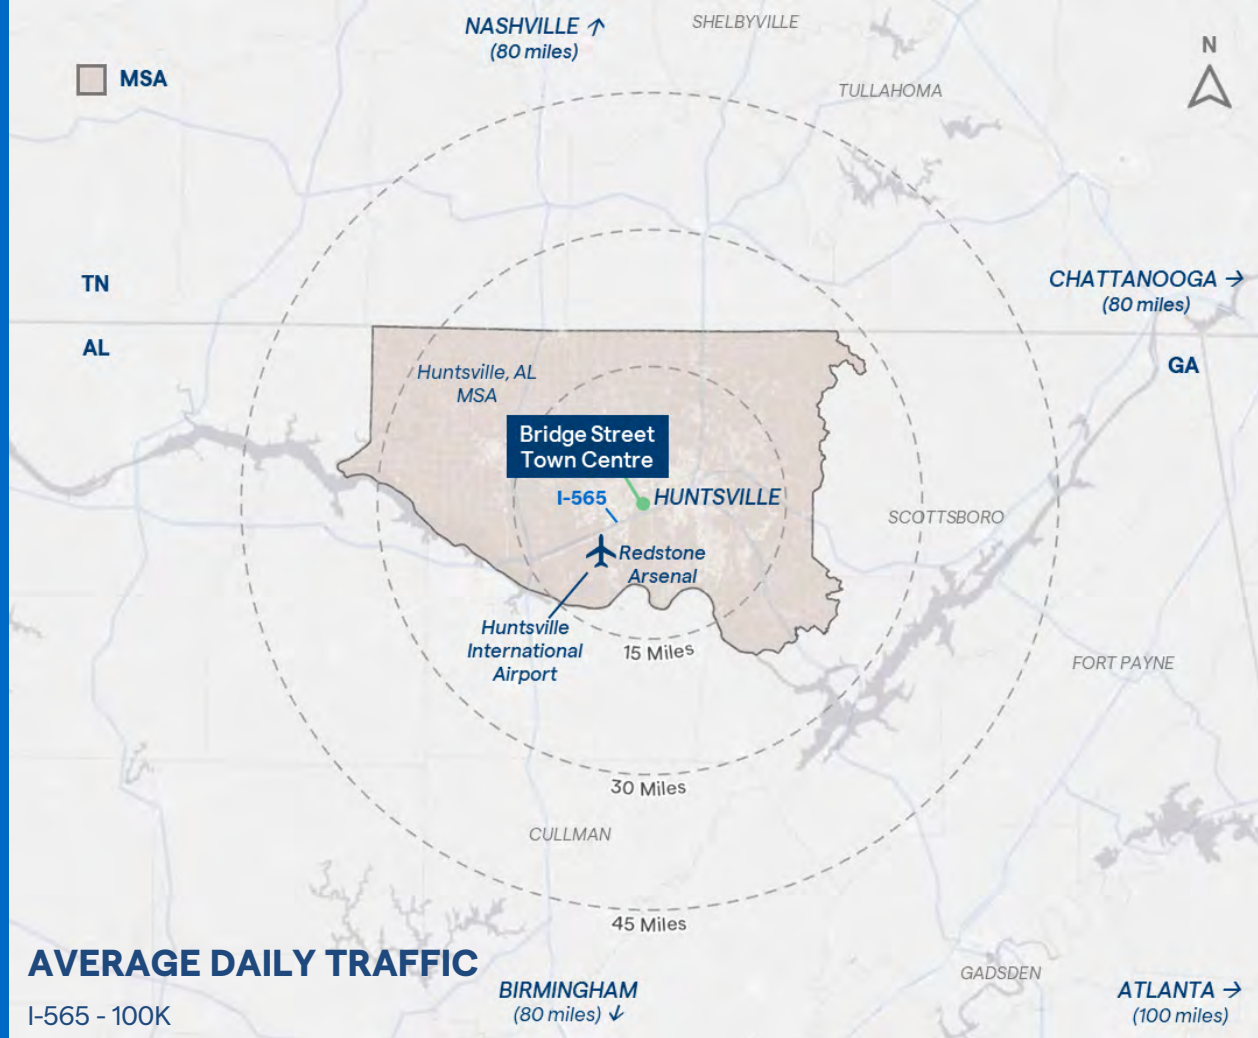 NASHVILLE ↑
(80 miles)
SHELBYVILLE
N
MSA
TULLAHOMA
TN
CHATTANOOGA →
(80 miles)
AL
GA
Huntsville, AL
MSA
Bridge Street
Town Centre
I-565
HUNTSVILLE
SCOTTSBORO
Redstone
Arsenal
Huntsville
International
Airport
15 Miles
FORT PAYNE
30 Miles
CULLMAN
45 Miles
AVERAGE DAILY TRAFFIC
I-565 - 100K
BIRMINGHAM
(80 miles) ↓
GADSDEN
ATLANTA →
(100 miles)